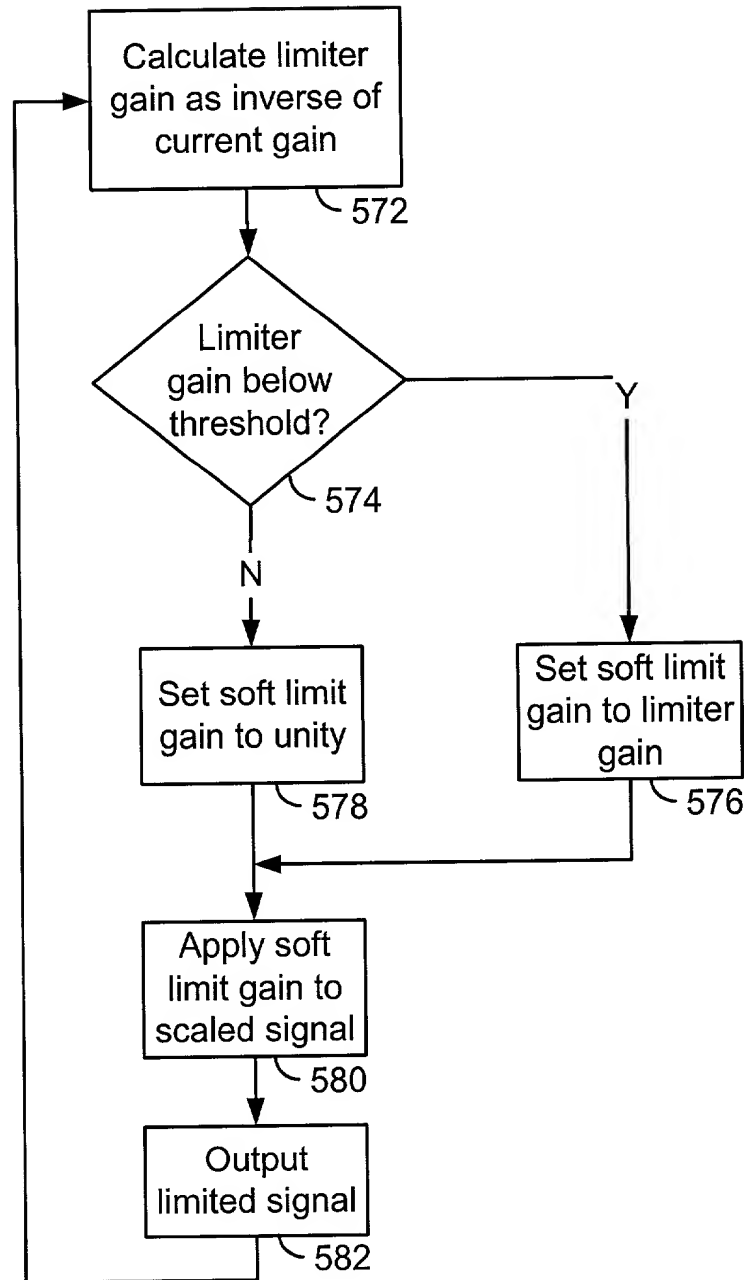 Calculate limiter
gain as inverse of
current gain
572
Limiter
gain below
threshold?
574
Y
N
Set soft limit
gain to unity
578
Set soft limit
gain to limiter
gain
576
Apply soft
limit gain to
scaled signal
580
Output
limited signal
582